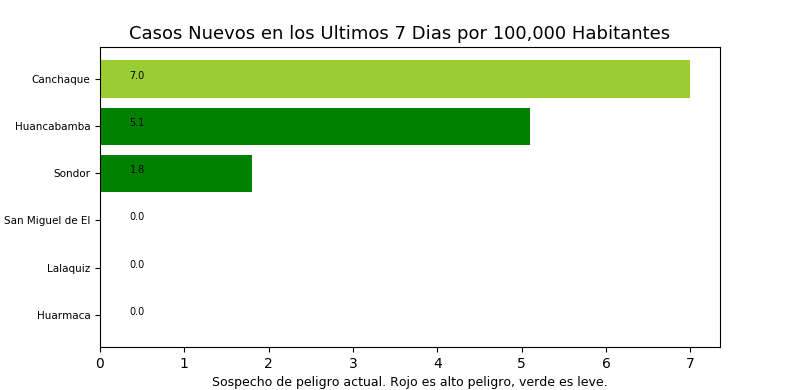 Casos Nuevos en los Ultimos 7 Dias por 100,000 Habitantes
Canchaque 7.0
Huancabamba 5.1
Sondor 1.8
San Miguel de El 0.0
Lalaquiz 0.0
Huarmaca 0.0
0 1 2 3 4 5 6 7
Sospecho de peligro actual. Rojo es alto peligro, verde es leve.